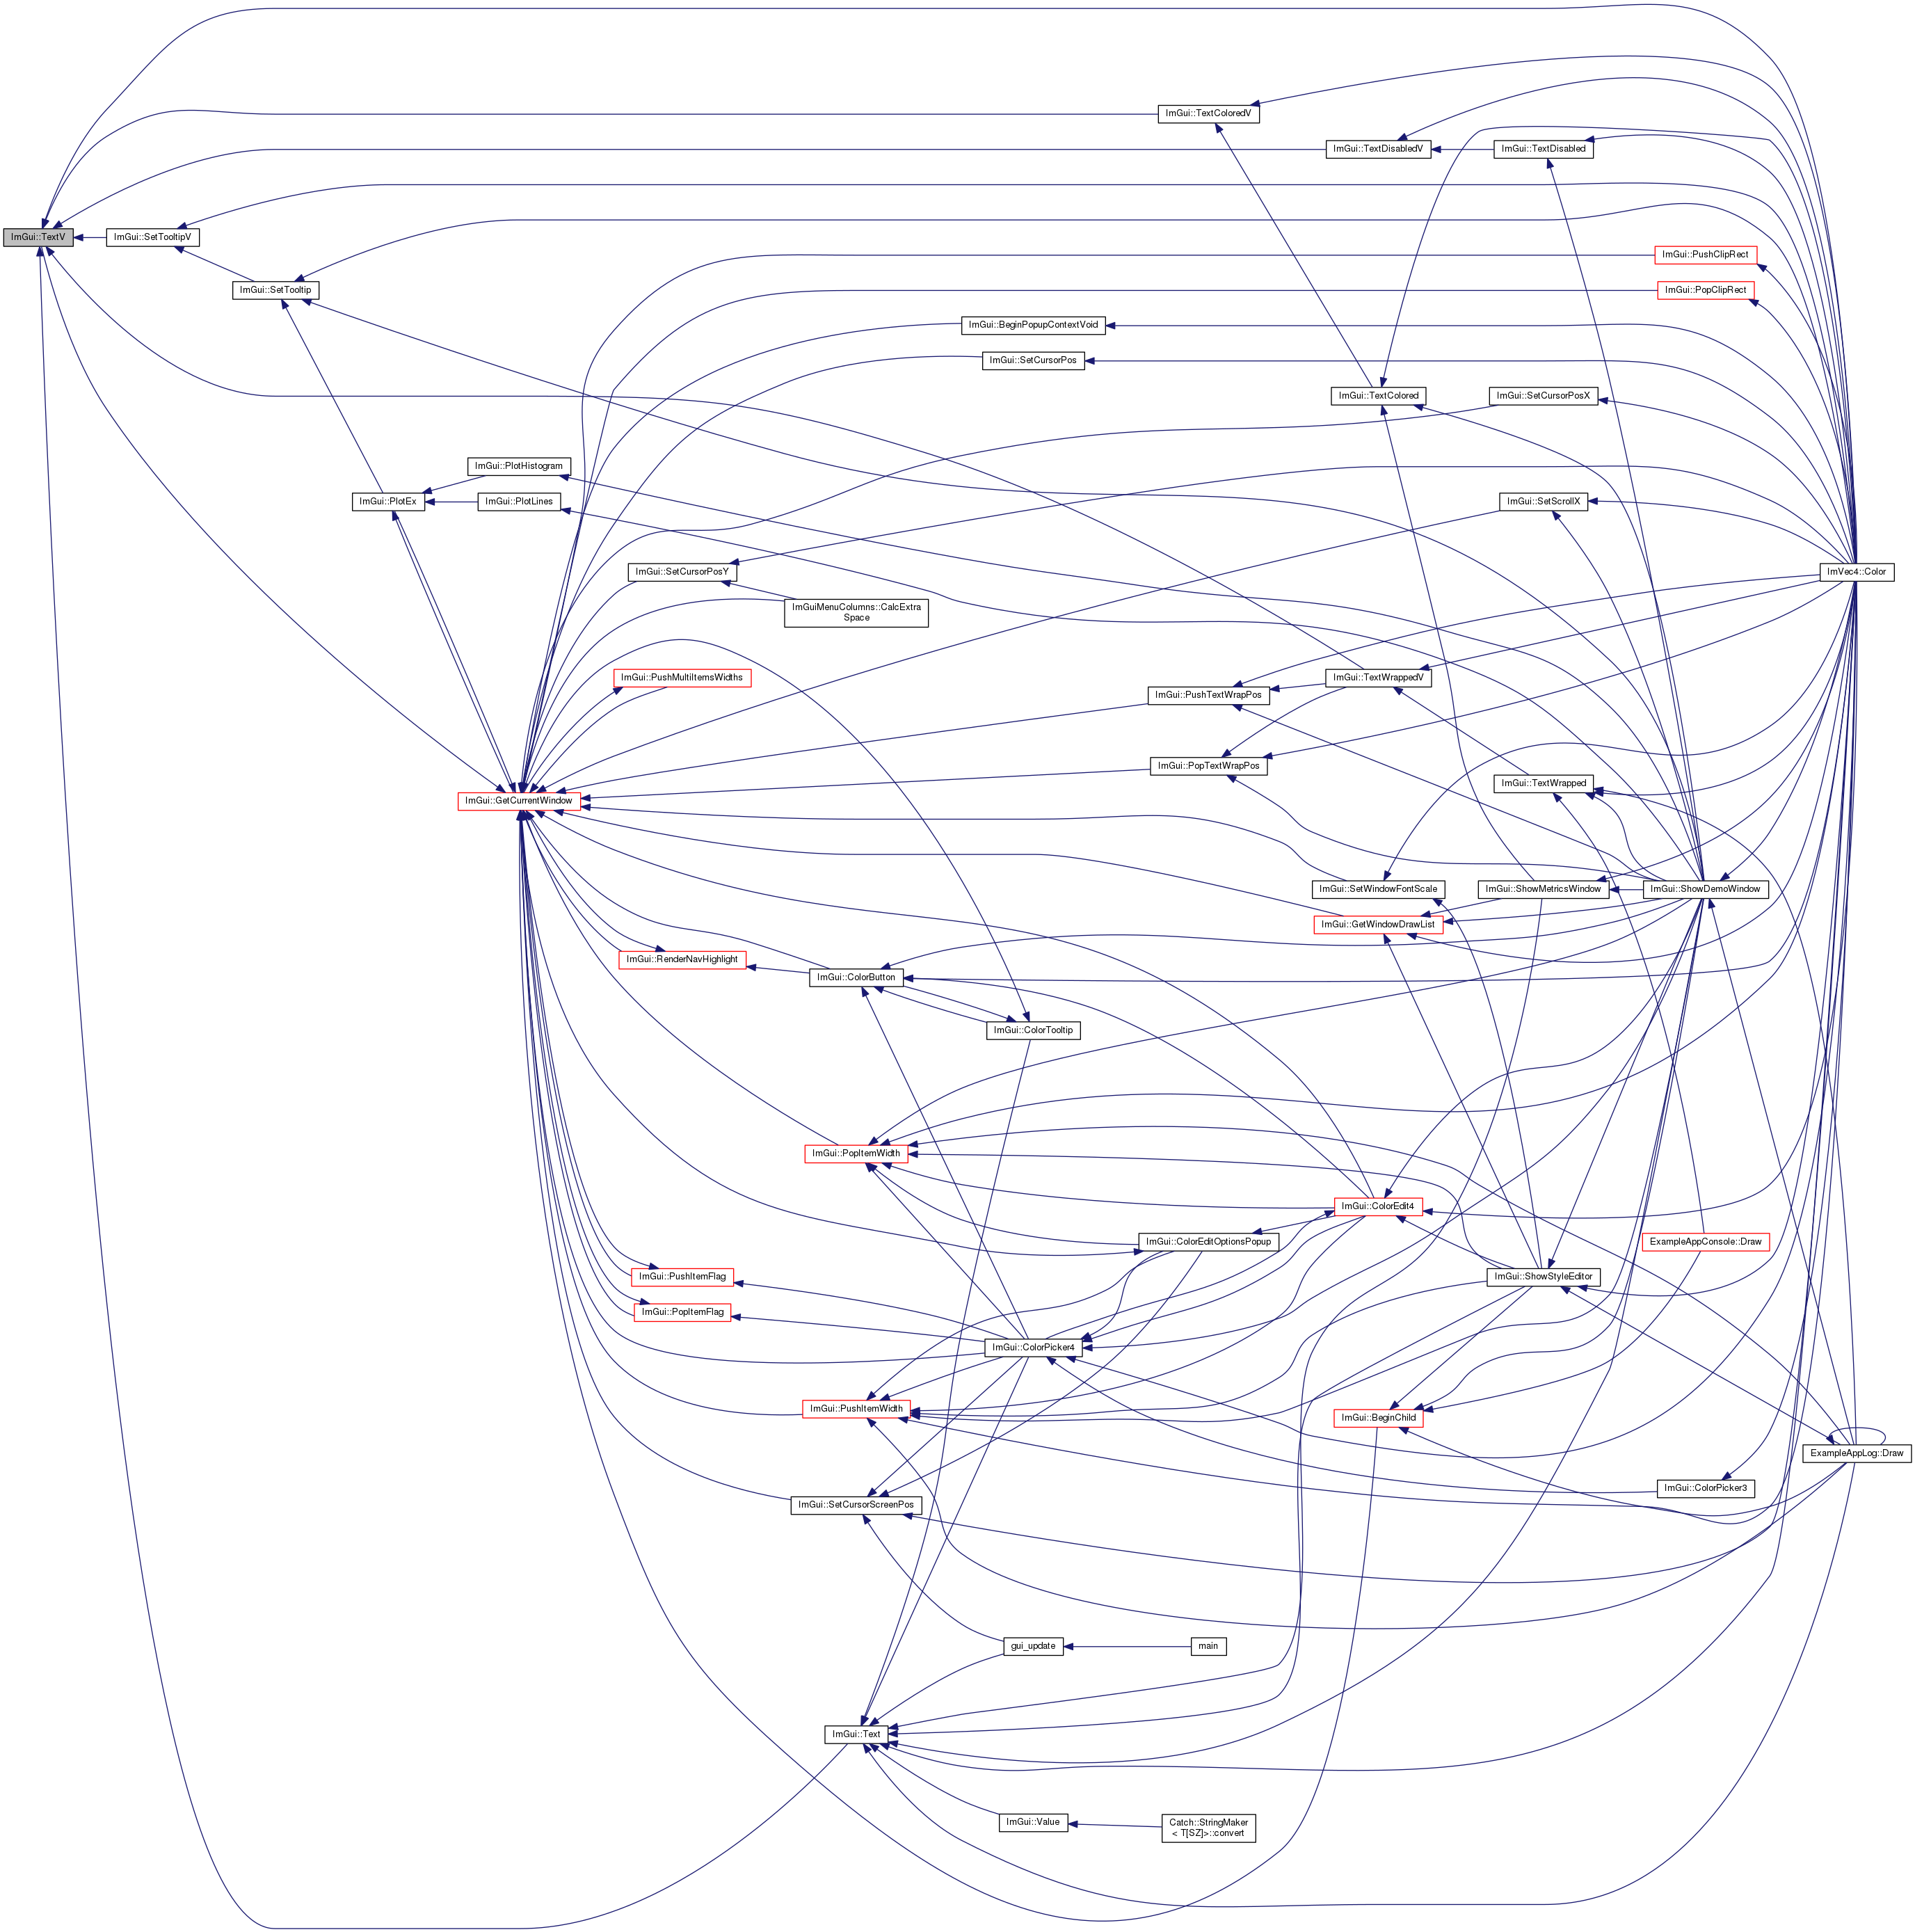 ImGui::TextColoredV
ImGui::TextDisabledV
ImGui::TextDisabled
ImGui::TextV
ImGui::SetTooltipV
ImGui::PushClipRect
ImGui::SetTooltip
ImGui::PopClipRect
ImGui::BeginPopupContextVoid
ImGui::SetCursorPos
ImGui::TextColored
ImGui::SetCursorPosX
ImGui::PlotHistogram
ImGui::PlotEx
ImGui::PlotLines
ImGui::SetScrollX
ImGui::SetCursorPosY
ImVec4::Color
ImGuiMenuColumns::CalcExtra
Space
ImGui::PushMultiItemsWidths
ImGui::TextWrappedV
ImGui::PushTextWrapPos
ImGui::PopTextWrapPos
ImGui::TextWrapped
ImGui::GetCurrentWindow
ImGui::SetWindowFontScale
ImGui::ShowMetricsWindow
ImGui::ShowDemoWindow
ImGui::GetWindowDrawList
ImGui::RenderNavHighlight
ImGui::ColorButton
ImGui::ColorTooltip
ImGui::PopItemWidth
ImGui::ColorEdit4
ImGui::ColorEditOptionsPopup
ExampleAppConsole::Draw
ImGui::PushItemFlag
ImGui::ShowStyleEditor
ImGui::PopItemFlag
ImGui::ColorPicker4
ImGui::PushItemWidth
ImGui::BeginChild
ExampleAppLog::Draw
ImGui::ColorPicker3
ImGui::SetCursorScreenPos
gui_update
main
ImGui::Text
ImGui::Value
Catch::StringMaker
< T[SZ]>::convert